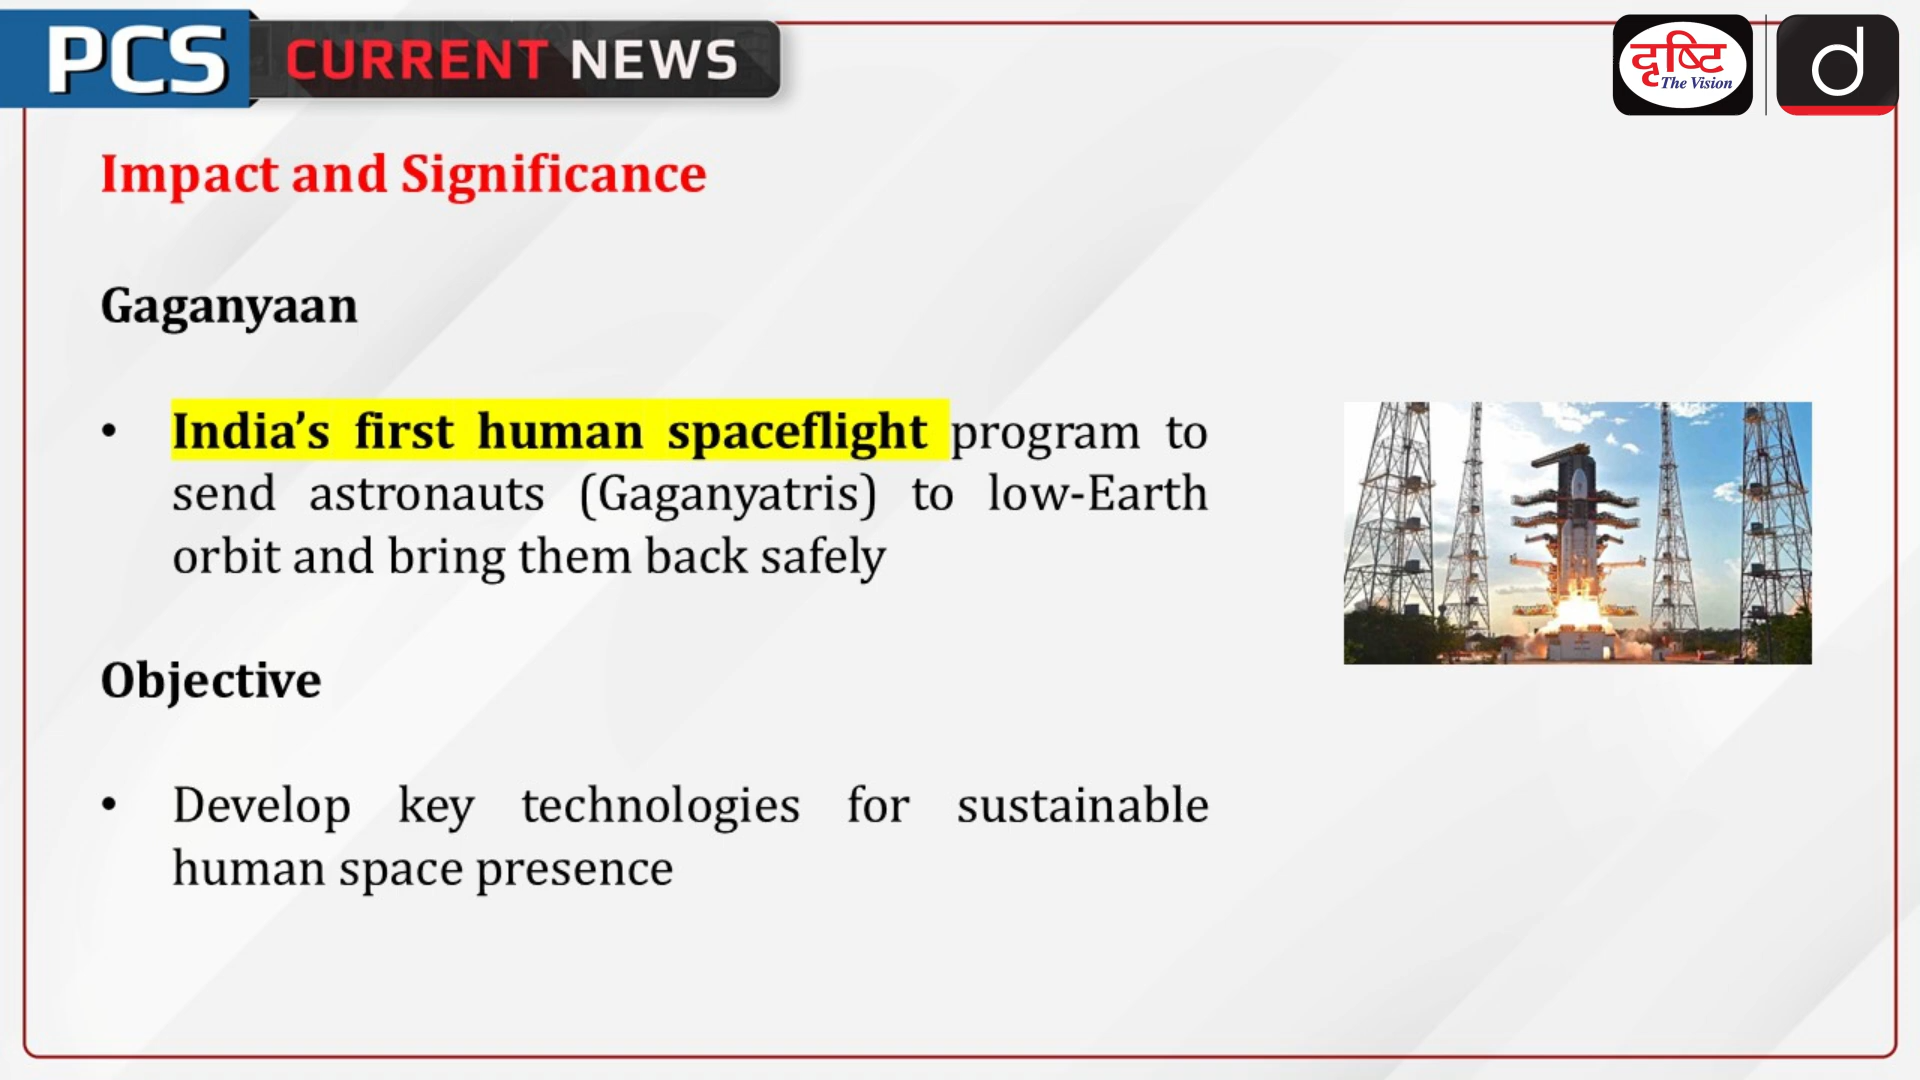 PCS CURRENT NEWS
दृष्टि
The Vision
d
Impact and Significance
Gaganyaan
• India’s first human spaceflight program to
send astronauts (Gaganyatris) to low-Earth
orbit and bring them back safely
Objective
• Develop key technologies for sustainable
human space presence